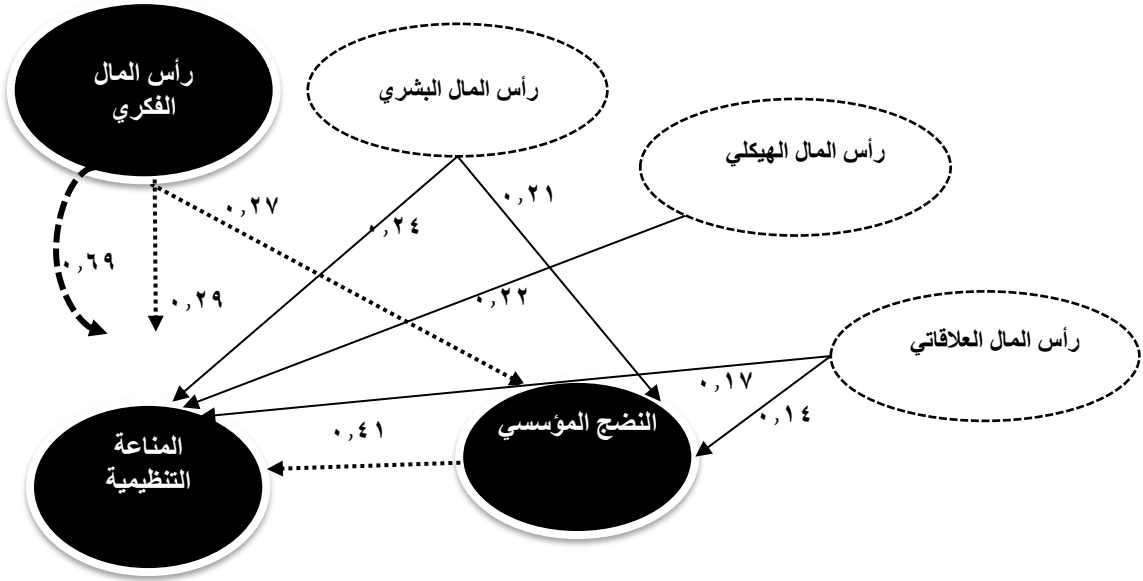 رأس المال
الفكري
رأس المال البشري
رأس المال الهيكلي
٠,٢٧
٠,٢١
٠,٢٤
٠,٦٩
٠,٢٩
٠,٢٢
رأس المال العلاقاتي
٠,١٧
٠,١٤
النضج المؤسسي
٠,٤١
المناعة
التنظيمية